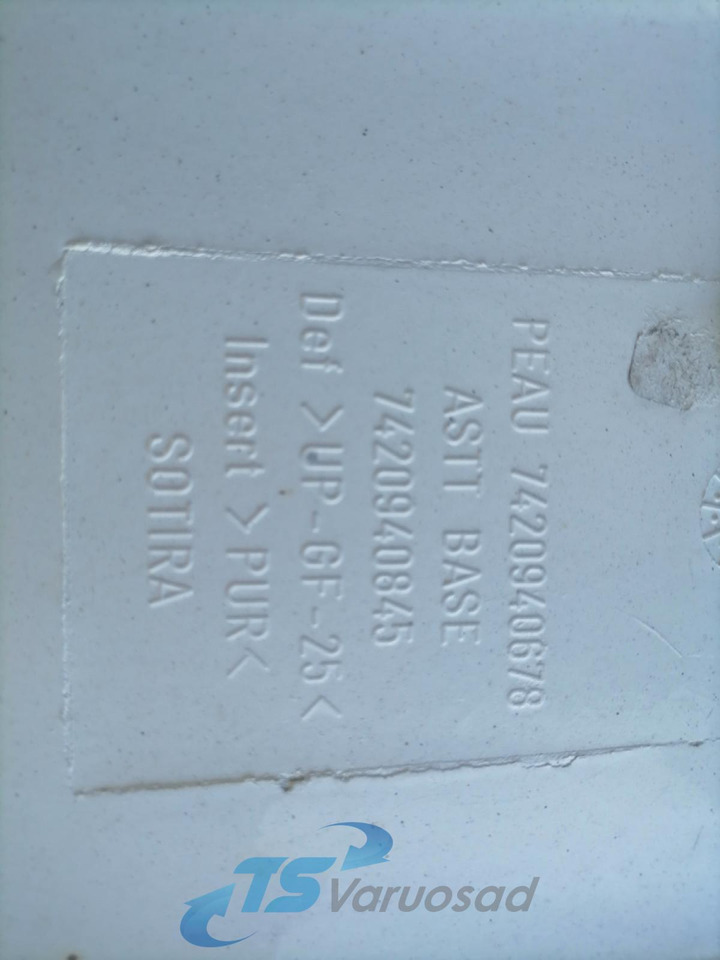 PEAU 7420940678
ASTT BASE
7420940845
Def >UP-GF-25<
Insert >PUR<
SOTIRA
TS Varuosad